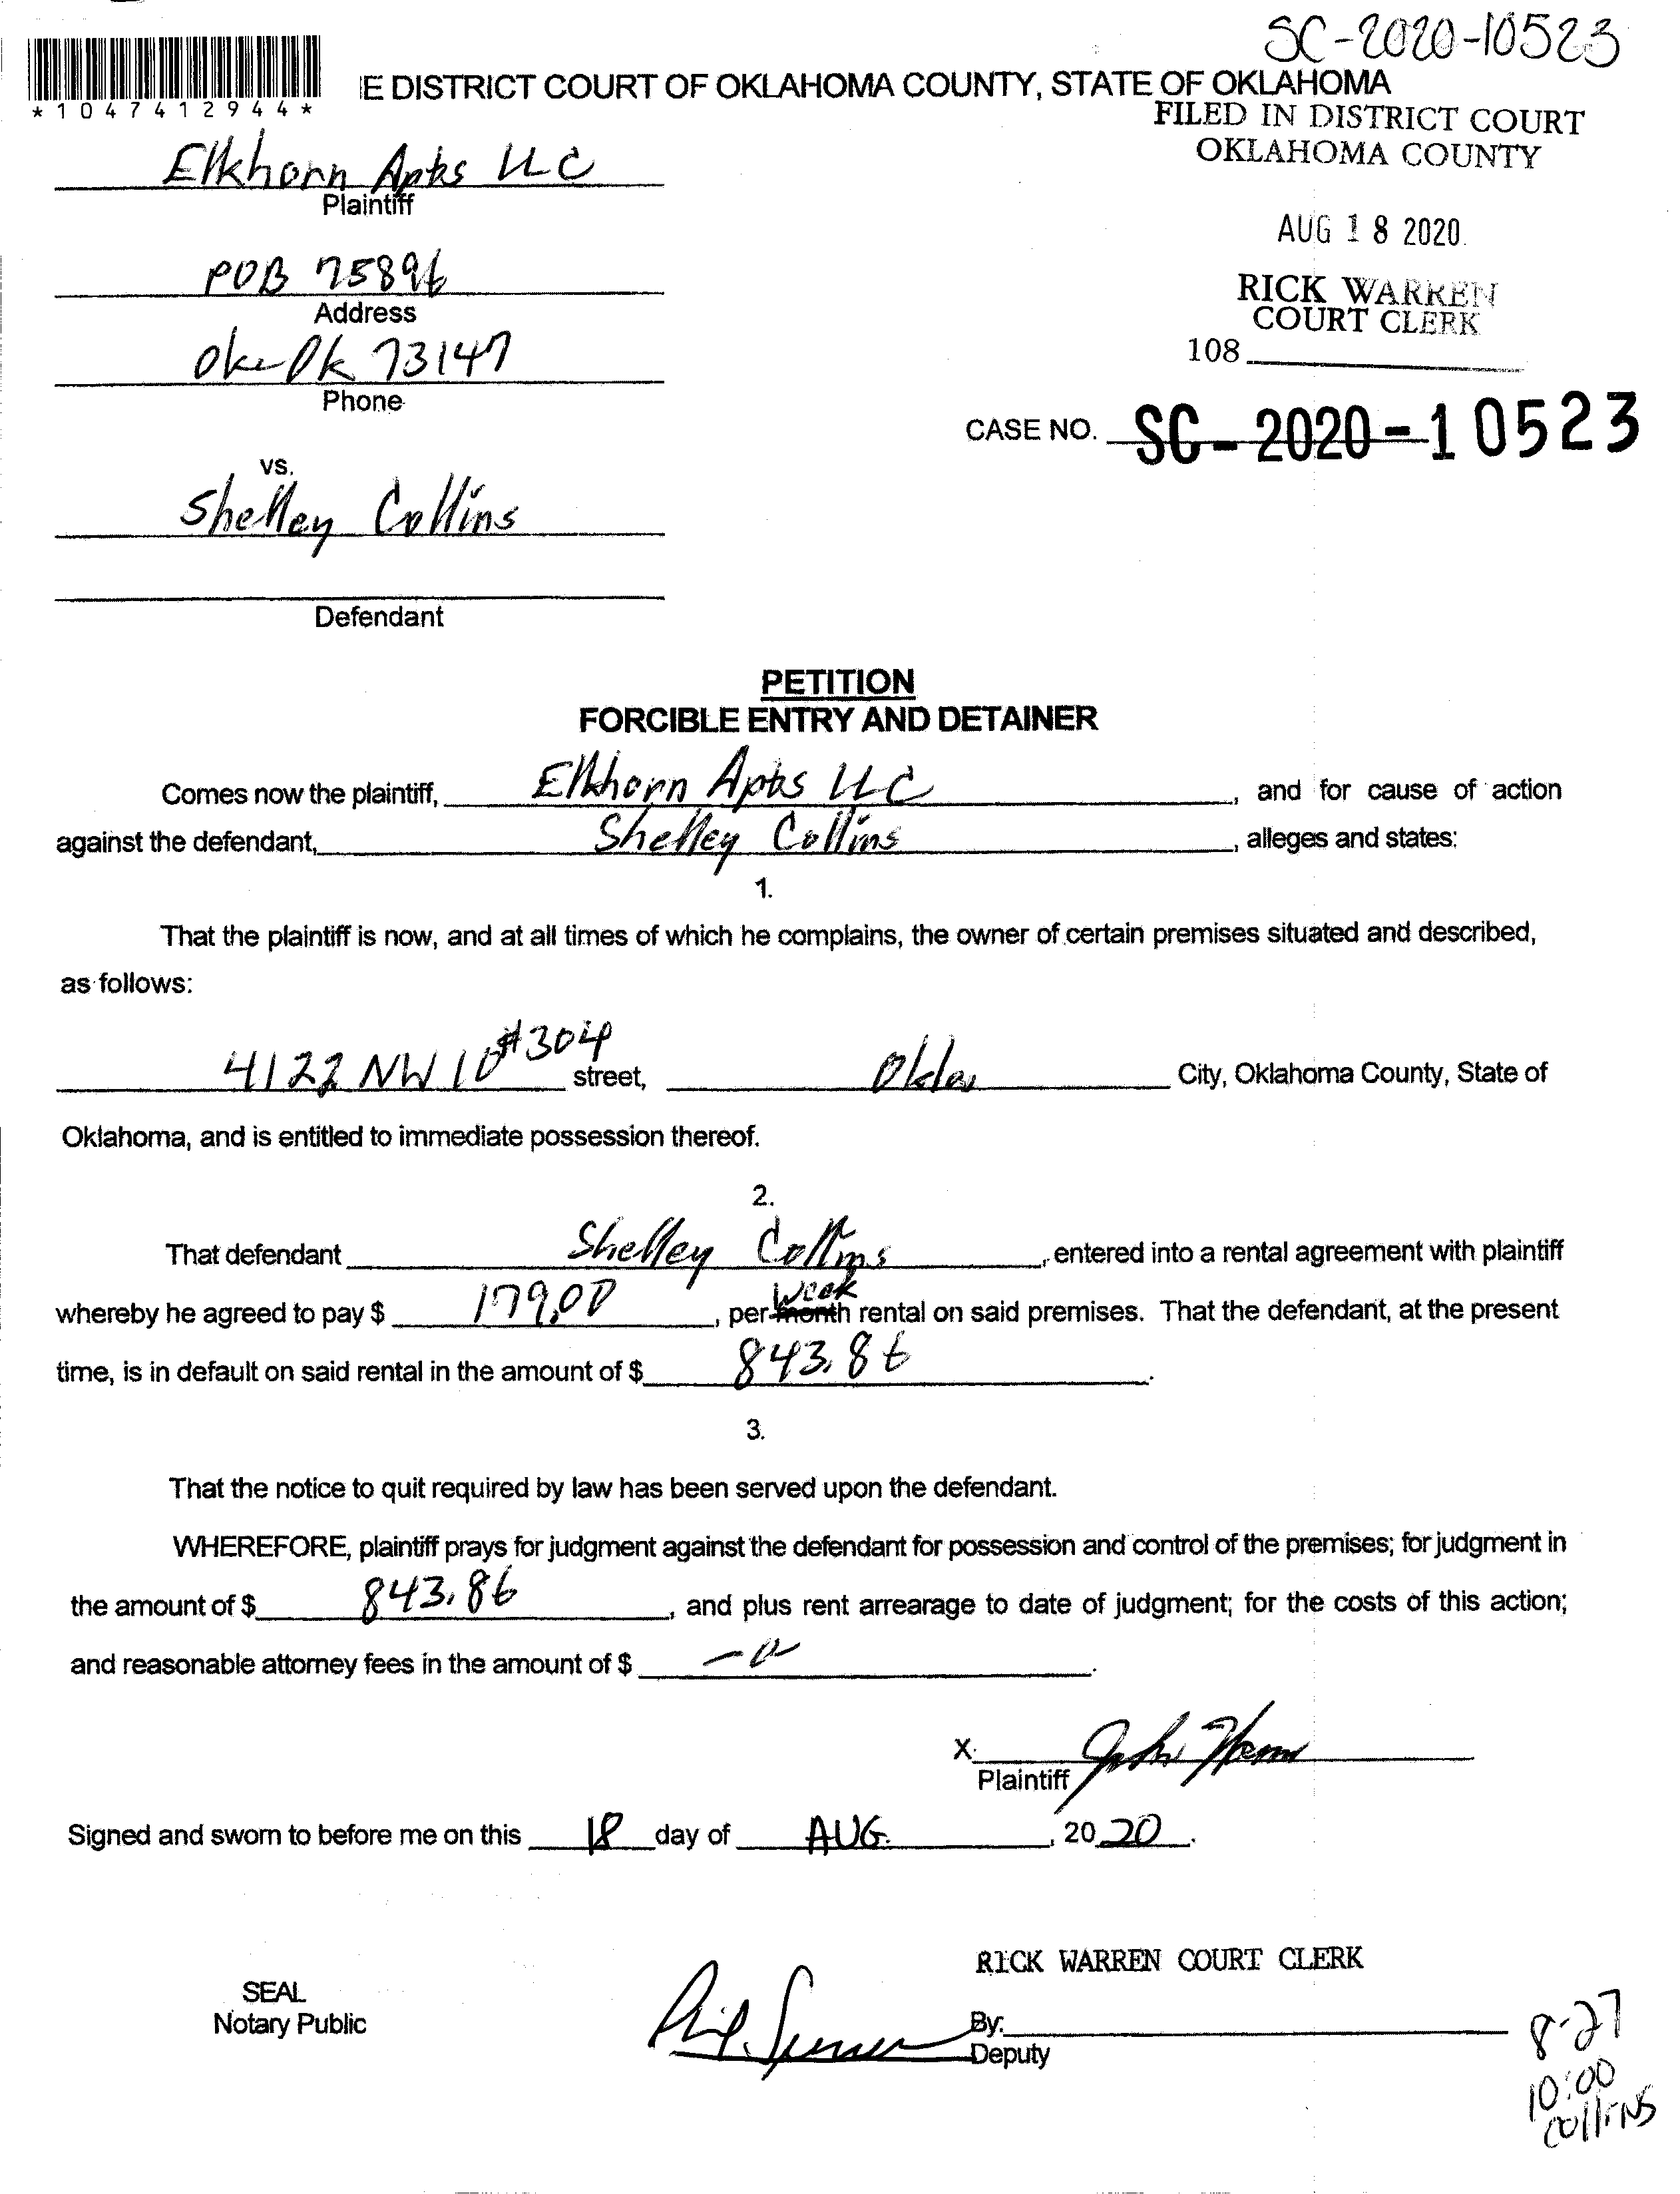 SC-2020-10523
E DISTRICT COURT OF OKLAHOMA COUNTY, STATE OF OKLAHOMA
*1047412944*
FILED IN DISTRICT COURT
OKLAHOMA COUNTY
Elkhorn Apts LLC
Plaintiff
AUG 18 2020
POB 75896
Address
RICK WARREN
COURT CLERK
Ok 73147
Phone
108
CASE NO. SC-2020-10523
vs.
Shelley Collins
Defendant
PETITION
FORCIBLE ENTRY AND DETAINER
Comes now the plaintiff, Elkhorn Apts LLC, and for cause of action
against the defendant, Shelley Collins, alleges and states:
1.
That the plaintiff is now, and at all times of which he complains, the owner of certain premises situated and described,
as follows:
4122 NW 10 #304 street, City, Oklahoma County, State of
Oklahoma, and is entitled to immediate possession thereof.
2.
That defendant Shelley Collins, entered into a rental agreement with plaintiff
whereby he agreed to pay $ 179.00, per month week rental on said premises. That the defendant, at the present
time, is in default on said rental in the amount of $ 843.86.
3.
That the notice to quit required by law has been served upon the defendant.
WHEREFORE, plaintiff prays for judgment against the defendant for possession and control of the premises; for judgment in
the amount of $ 843.86, and plus rent arrearage to date of judgment; for the costs of this action;
and reasonable attorney fees in the amount of $ -0.
X
Plaintiff
Signed and sworn to before me on this 18 day of AUG., 2020.
RICK WARREN COURT CLERK
SEAL
Notary Public
By:
Deputy
8-27
10:00
Collins